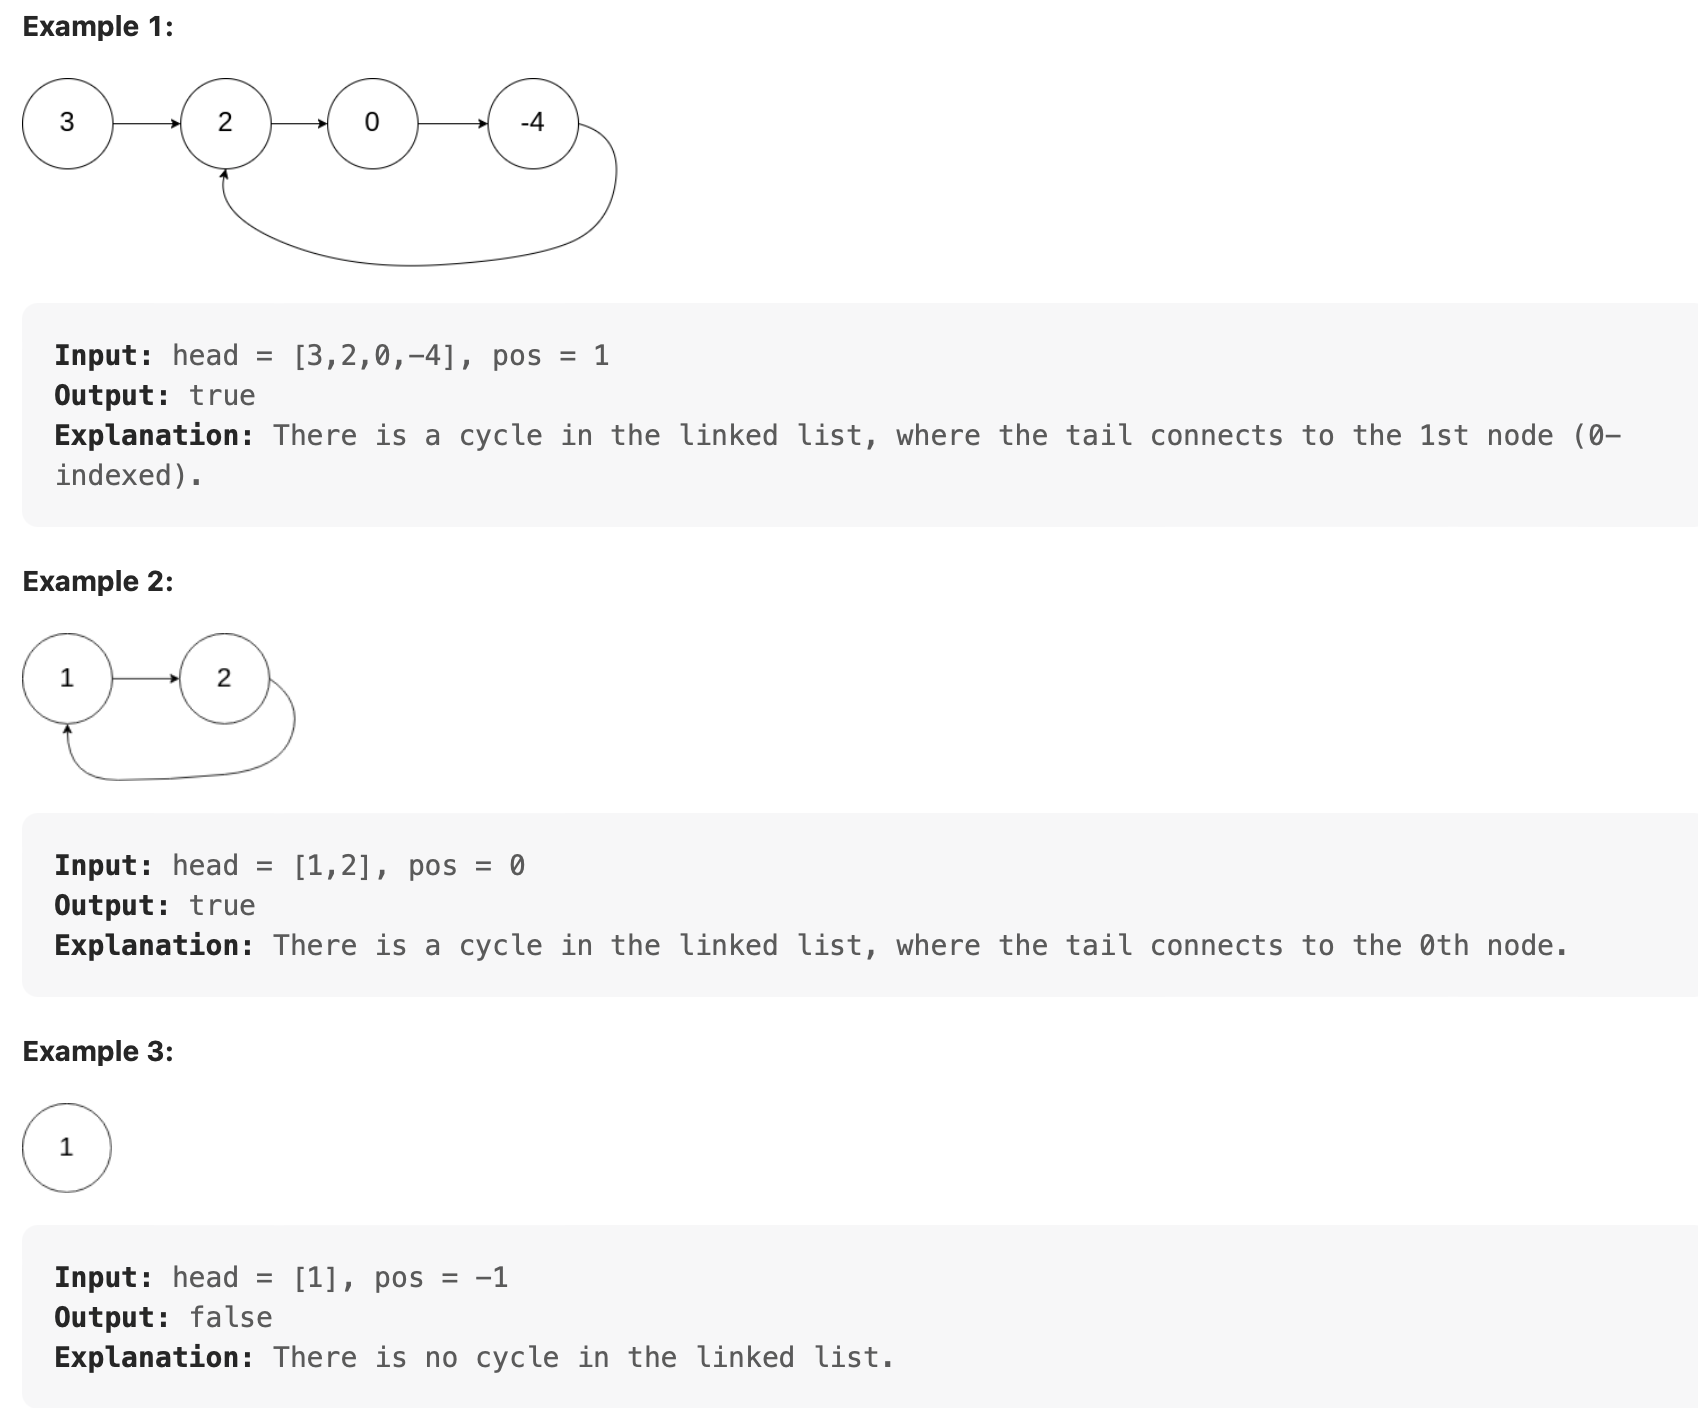 Example 1:
3 2 0 -4
Input: head = [3,2,0,-4], pos = 1
Output: true
Explanation: There is a cycle in the linked list, where the tail connects to the 1st node (0-
indexed).
Example 2:
1 2
Input: head = [1,2], pos = 0
Output: true
Explanation: There is a cycle in the linked list, where the tail connects to the 0th node.
Example 3:
1
Input: head = [1], pos = -1
Output: false
Explanation: There is no cycle in the linked list.